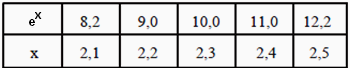 eˣ 8,2 9,0 10,0 11,0 12,2
x 2,1 2,2 2,3 2,4 2,5